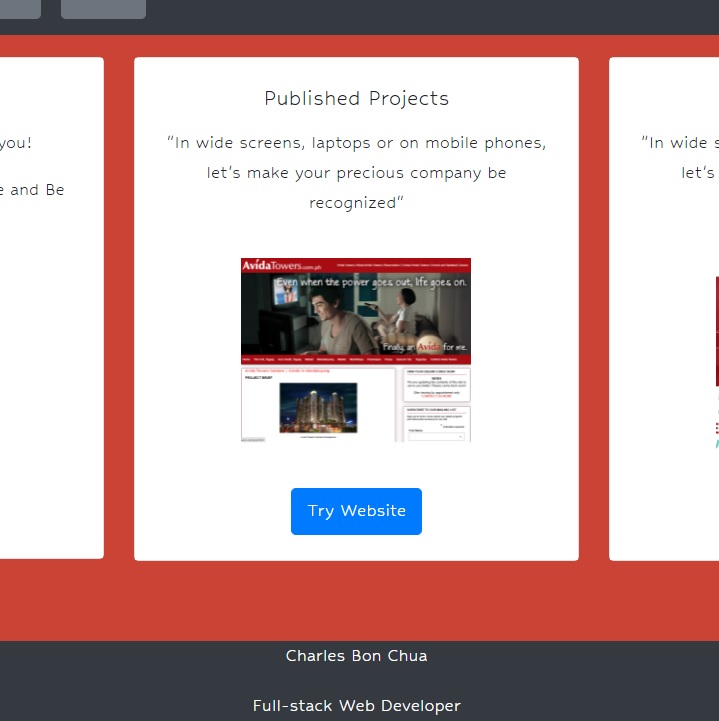 you!
e and Be
Published Projects
“In wide screens, laptops or on mobile phones,
let’s make your precious company be
recognized”
AvidaTowers.com.ph
Even when the power goes out, life goes on.
Finally, an Avida for me.
PROJECT BRIEF
Try Website
“In wide s
let’s
Charles Bon Chua
Full-stack Web Developer